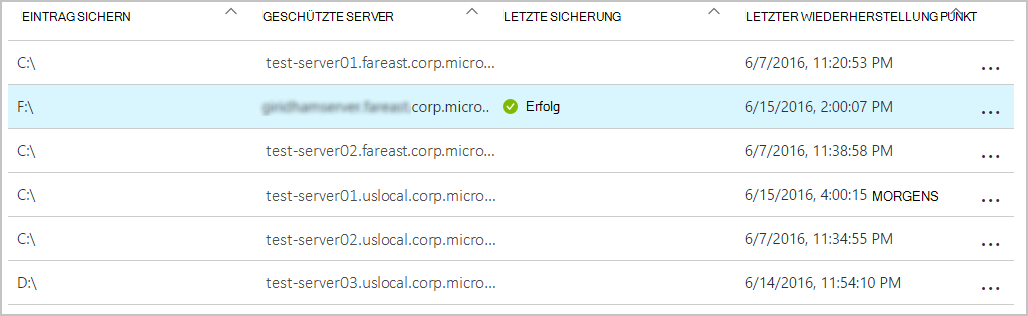 EINTRAG SICHERN GESCHÜTZTE SERVER LETZTE SICHERUNG LETZTER WIEDERHERSTELLUNG PUNKT
C:\ test-server01.fareast.corp.micro... 6/7/2016, 11:20:53 PM ...
F:\ .corp.micro.. Erfolg 6/15/2016, 2:00:07 PM ...
C:\ test-server02.fareast.corp.micro... 6/7/2016, 11:38:58 PM ...
C:\ test-server01.uslocal.corp.micro... 6/15/2016, 4:00:15 MORGENS ...
C:\ test-server02.uslocal.corp.micro... 6/7/2016, 11:34:55 PM ...
D:\ test-server03.uslocal.corp.micro... 6/14/2016, 11:54:10 PM ...